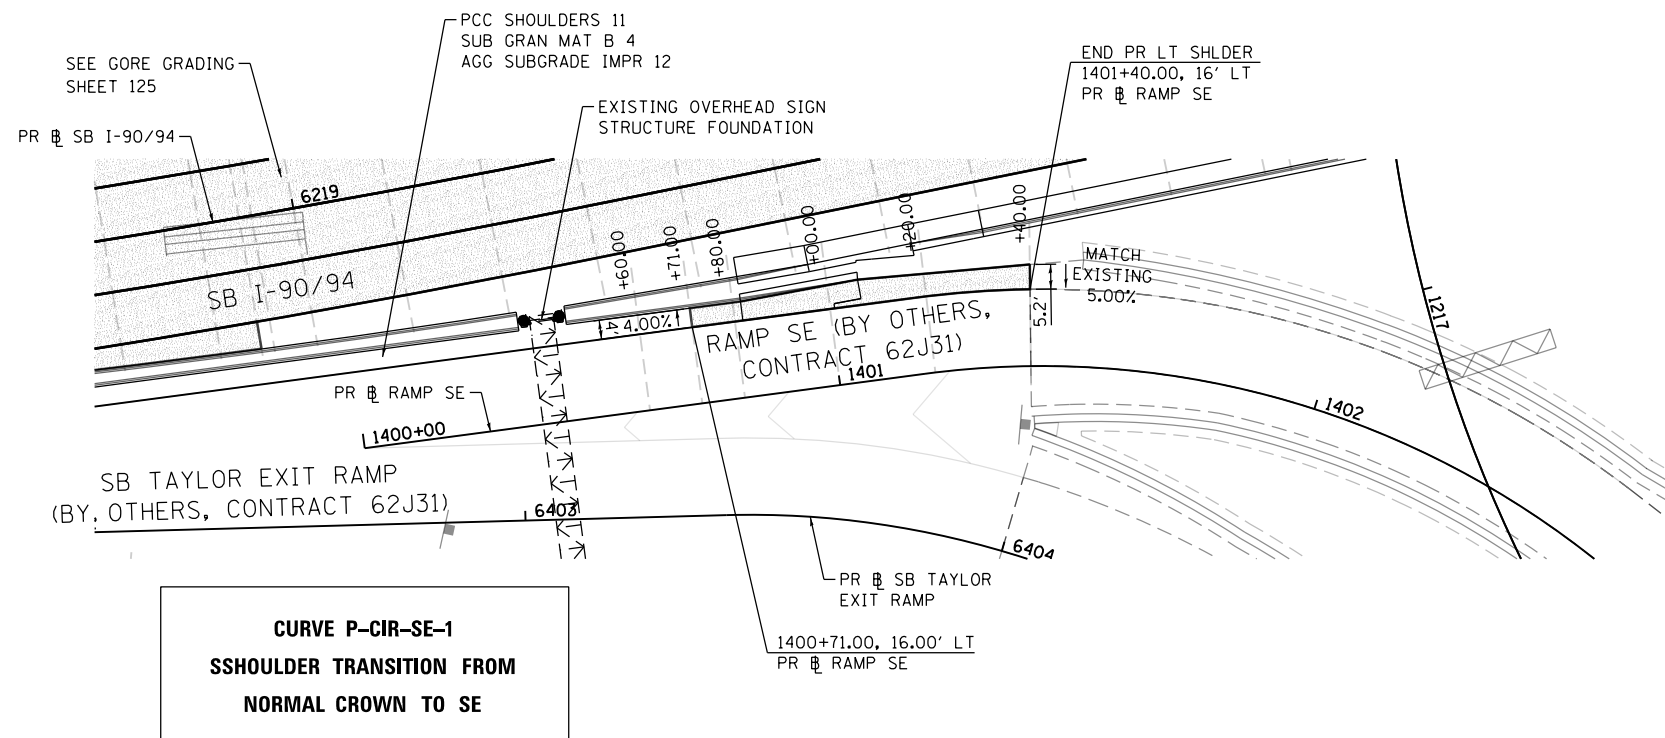 PCC SHOULDERS 11
SUB GRAN MAT B 4
AGG SUBGRADE IMPR 12
SEE GORE GRADING
SHEET 125
END PR LT SHLDER
1401+40.00, 16' LT
PR ℄ RAMP SE
EXISTING OVERHEAD SIGN
STRUCTURE FOUNDATION
PR ℄ SB I-90/94
6219
+60.00
+71.00
+80.00
+00.00
+20.00
+40.00
MATCH
EXISTING
5.00%
SB I-90/94
4'
4.00%
5.2'
1217
RAMP SE (BY OTHERS,
CONTRACT 62J31)
1401
PR ℄ RAMP SE
1400+00
1402
SB TAYLOR EXIT RAMP
(BY OTHERS, CONTRACT 62J31)
6403
6404
PR ℄ SB TAYLOR
EXIT RAMP
CURVE P-CIR-SE-1
SSHOULDER TRANSITION FROM
NORMAL CROWN TO SE
1400+71.00, 16.00' LT
PR ℄ RAMP SE